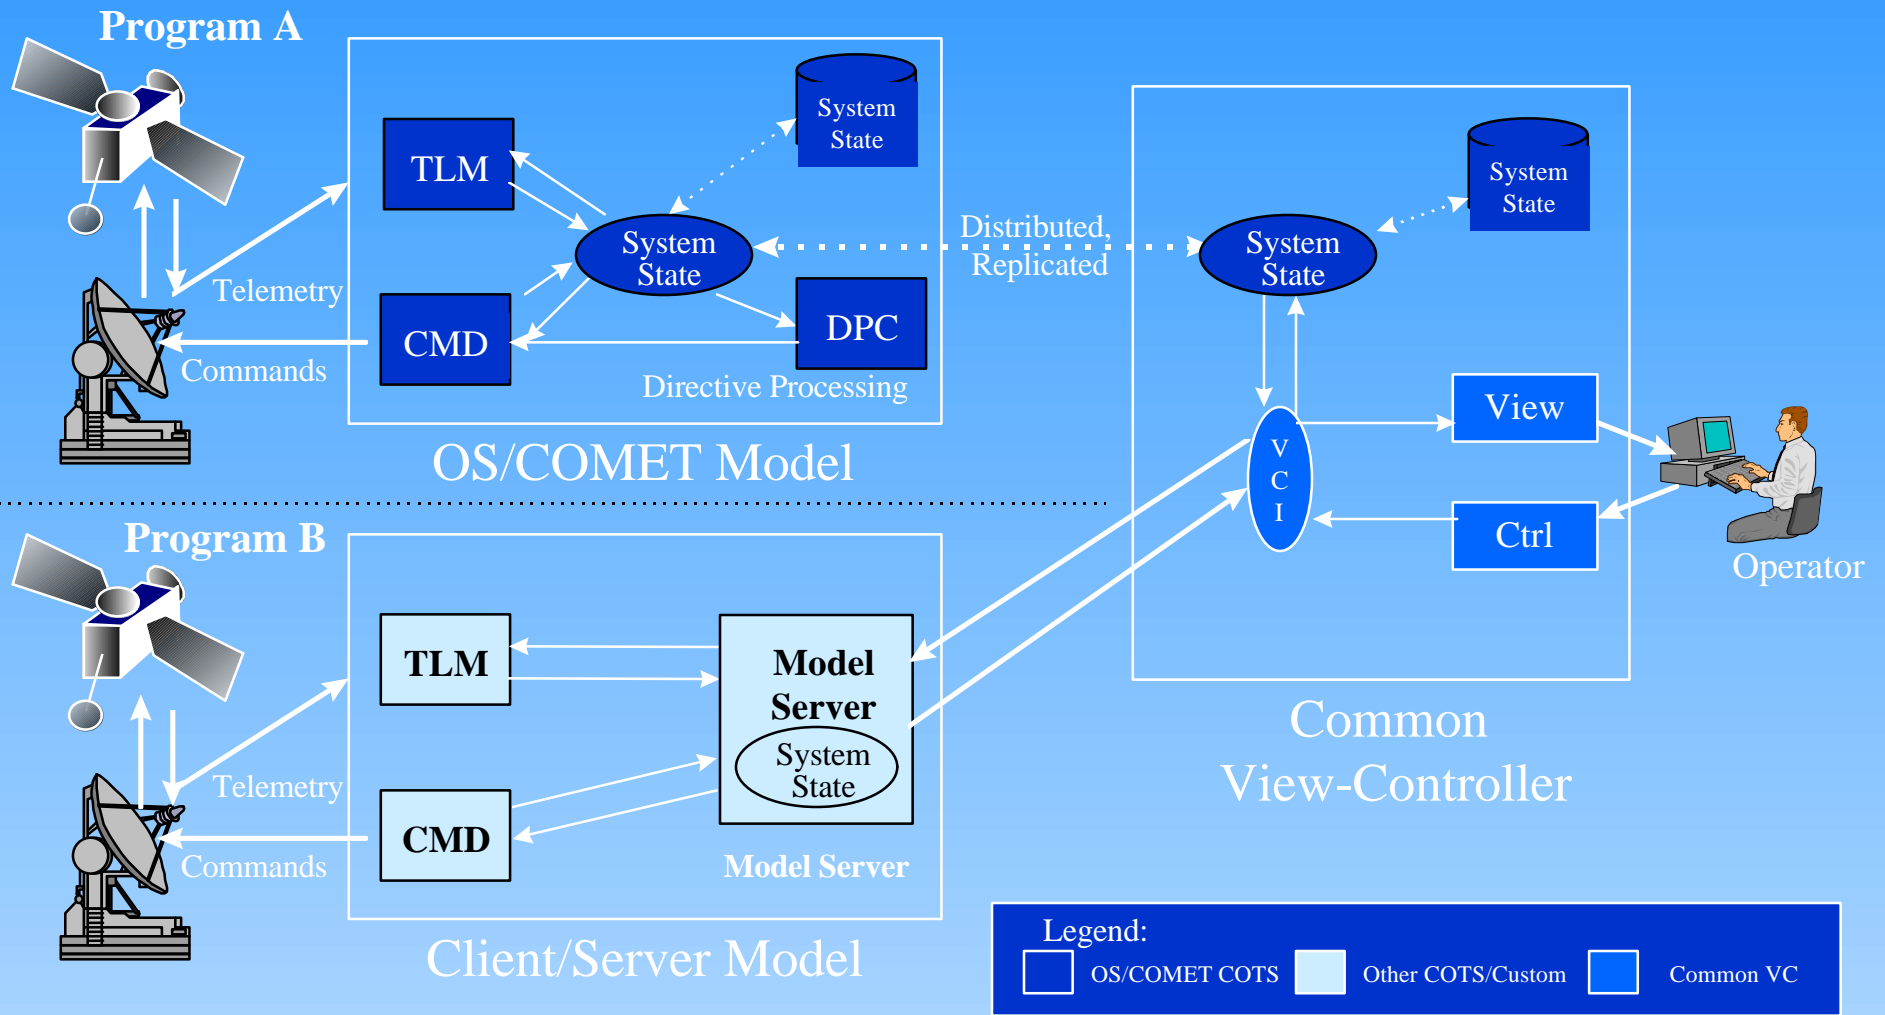 Program A
System
State
TLM
System
State
Telemetry
CMD
DPC
Commands
Directive Processing
OS/COMET Model
Distributed,
Replicated
System
State
System
State
V
C
I
View
Ctrl
Operator
Common
View-Controller
Program B
TLM
Model
Server
System
State
Telemetry
CMD
Commands
Model Server
Client/Server Model
Legend:
OS/COMET COTS
Other COTS/Custom
Common VC